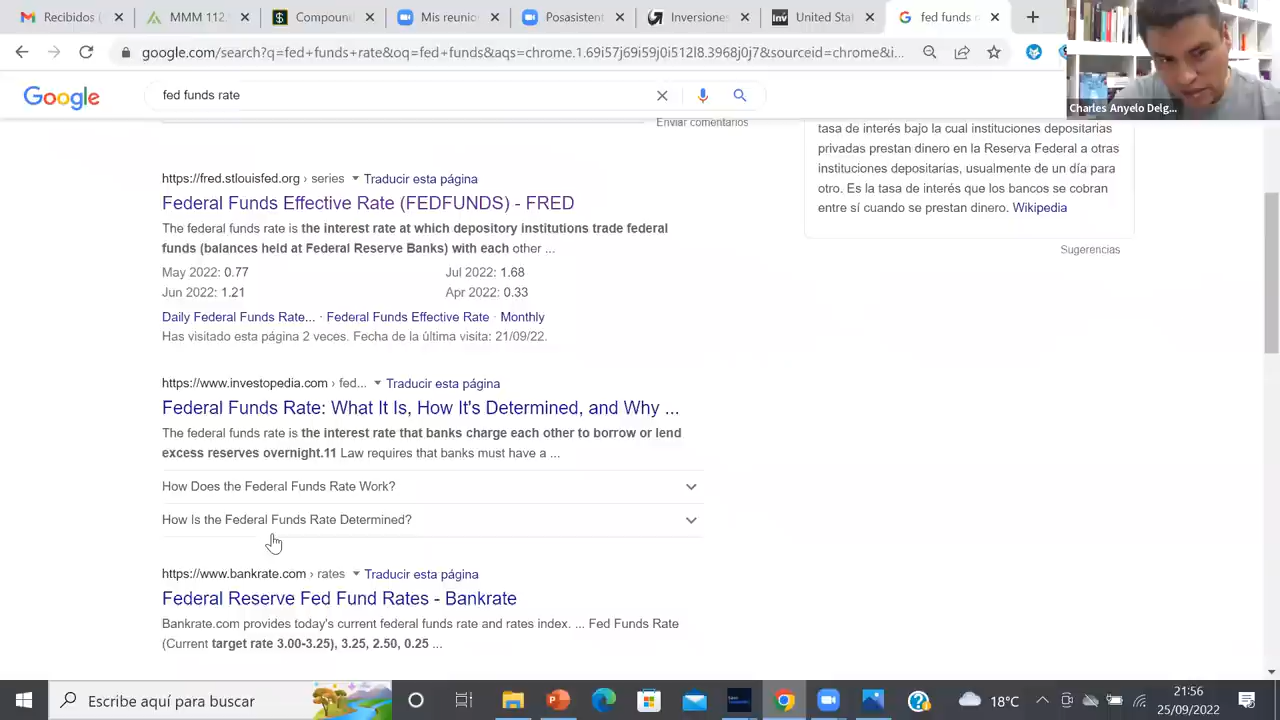 Recibidos (
MMM 112.
Compound
Mis reunion
Posasistent
Inversiones
United Stat
fed funds r
google.com/search?q=fed+funds+rate&oq=fed+funds&aqs=chrome.1.69i57j69i59j0i512l8.3968j0j7&sourceid=chrome&i...
Google
fed funds rate
Charles Anyelo Delg...
Enviar comentarios
tasa de interés bajo la cual instituciones depositarias
privadas prestan dinero en la Reserva Federal a otras
instituciones depositarias, usualmente de un día para
otro. Es la tasa de interés que los bancos se cobran
entre sí cuando se prestan dinero. Wikipedia
Sugerencias
https://fred.stlouisfed.org › series Traducir esta página
Federal Funds Effective Rate (FEDFUNDS) - FRED
The federal funds rate is the interest rate at which depository institutions trade federal
funds (balances held at Federal Reserve Banks) with each other ...
May 2022: 0.77 Jul 2022: 1.68
Jun 2022: 1.21 Apr 2022: 0.33
Daily Federal Funds Rate... · Federal Funds Effective Rate · Monthly
Has visitado esta página 2 veces. Fecha de la última visita: 21/09/22.
https://www.investopedia.com › fed... Traducir esta página
Federal Funds Rate: What It Is, How It's Determined, and Why ...
The federal funds rate is the interest rate that banks charge each other to borrow or lend
excess reserves overnight.11 Law requires that banks must have a ...
How Does the Federal Funds Rate Work?
How Is the Federal Funds Rate Determined?
https://www.bankrate.com › rates Traducir esta página
Federal Reserve Fed Fund Rates - Bankrate
Bankrate.com provides today's current federal funds rate and rates index. ... Fed Funds Rate
(Current target rate 3.00-3.25), 3.25, 2.50, 0.25 ...
Escribe aquí para buscar
18°C
21:56
25/09/2022